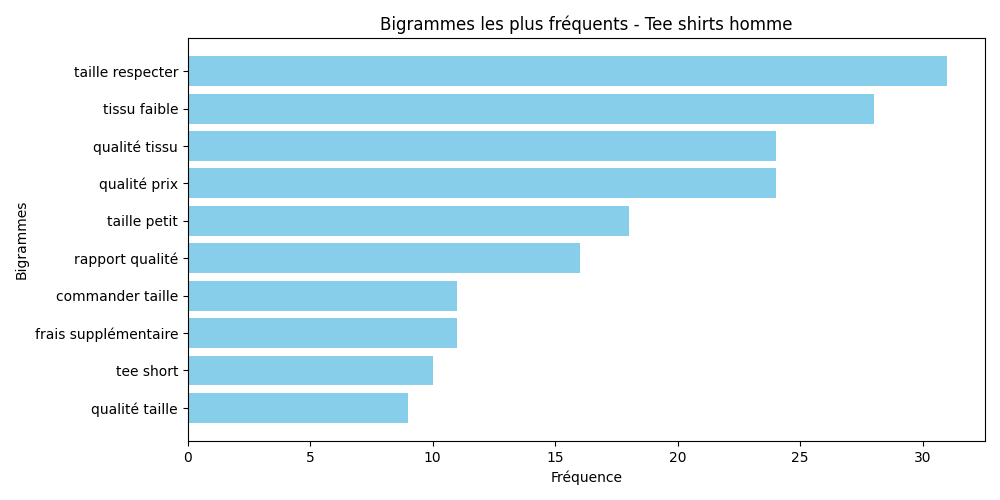 Bigrammes les plus fréquents - Tee shirts homme
Bigrammes
taille respecter
tissu faible
qualité tissu
qualité prix
taille petit
rapport qualité
commander taille
frais supplémentaire
tee short
qualité taille
0 5 10 15 20 25 30
Fréquence